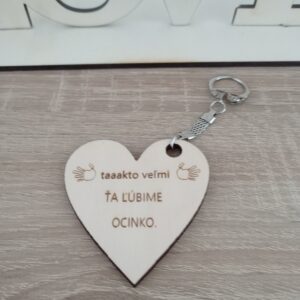 taaakto veľmi
ŤA ĽÚBIME
OCINKO.